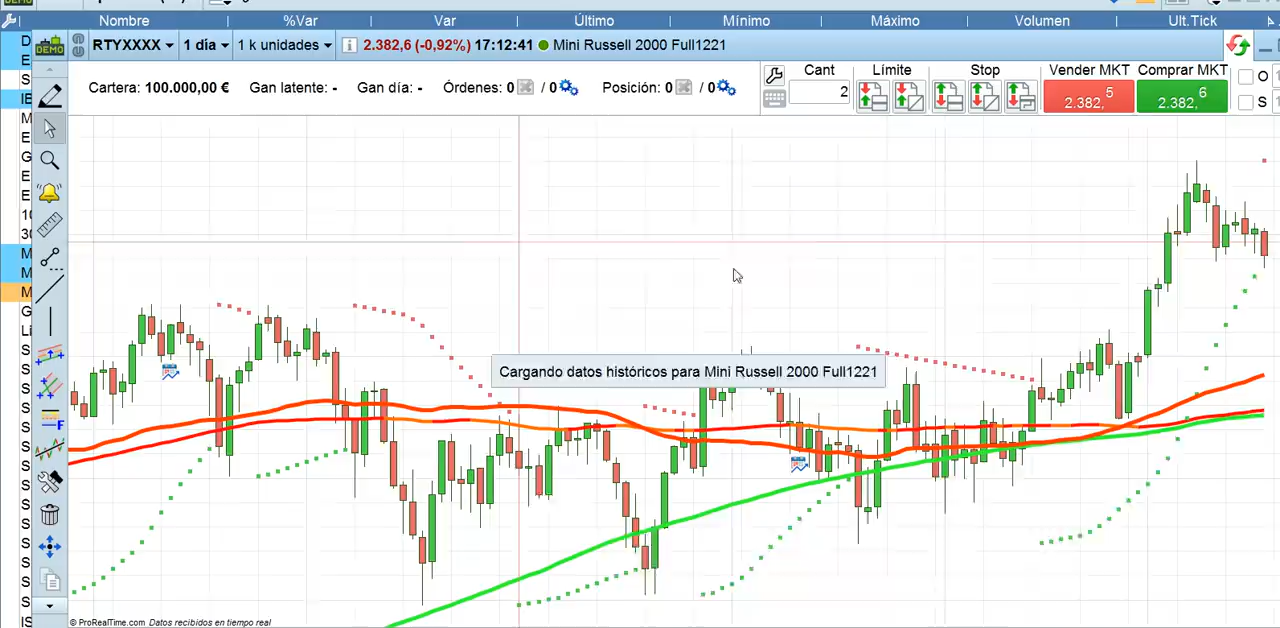 DEMO
Nombre %Var Var Último Mínimo Máximo Volumen Ult.Tick
DEMO RTYXXXX 1 día 1 k unidades 2.382,6 (-0,92%) 17:12:41 Mini Russell 2000 Full1221
Cartera: 100.000,00 € Gan latente: - Gan día: - Órdenes: 0 / 0 Posición: 0 / 0
Cant Límite Stop Vender MKT Comprar MKT
2 2.382, 5 2.382, 6
O
S
Cargando datos históricos para Mini Russell 2000 Full1221
© ProRealTime.com Datos recibidos en tiempo real